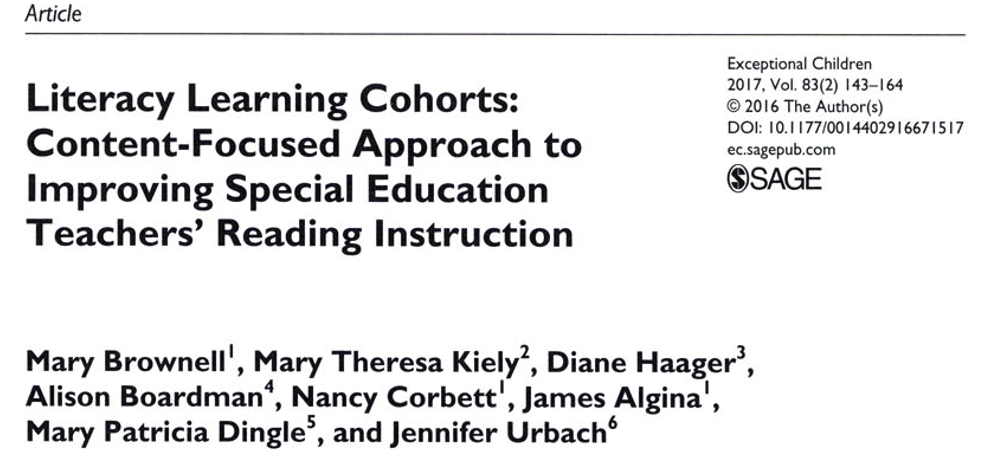 Article
Exceptional Children
2017, Vol. 83(2) 143–164
© 2016 The Author(s)
DOI: 10.1177/0014402916671517
ec.sagepub.com
SAGE
Literacy Learning Cohorts:
Content-Focused Approach to
Improving Special Education
Teachers’ Reading Instruction
Mary Brownell¹, Mary Theresa Kiely², Diane Haager³,
Alison Boardman⁴, Nancy Corbett¹, James Algina¹,
Mary Patricia Dingle⁵, and Jennifer Urbach⁶